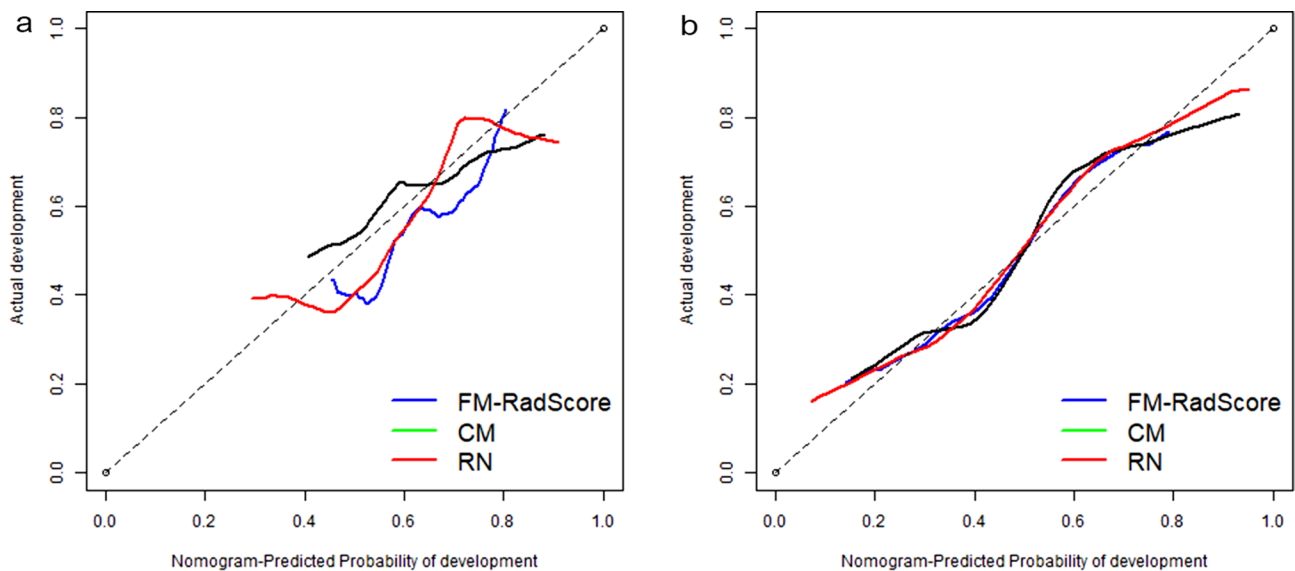 a
1.0
0.8
0.6
0.4
0.2
0.0
Actual development
FM-RadScore
CM
RN
0.0 0.2 0.4 0.6 0.8 1.0
Nomogram-Predicted Probability of development
b
1.0
0.8
0.6
0.4
0.2
0.0
Actual development
FM-RadScore
CM
RN
0.0 0.2 0.4 0.6 0.8 1.0
Nomogram-Predicted Probability of development